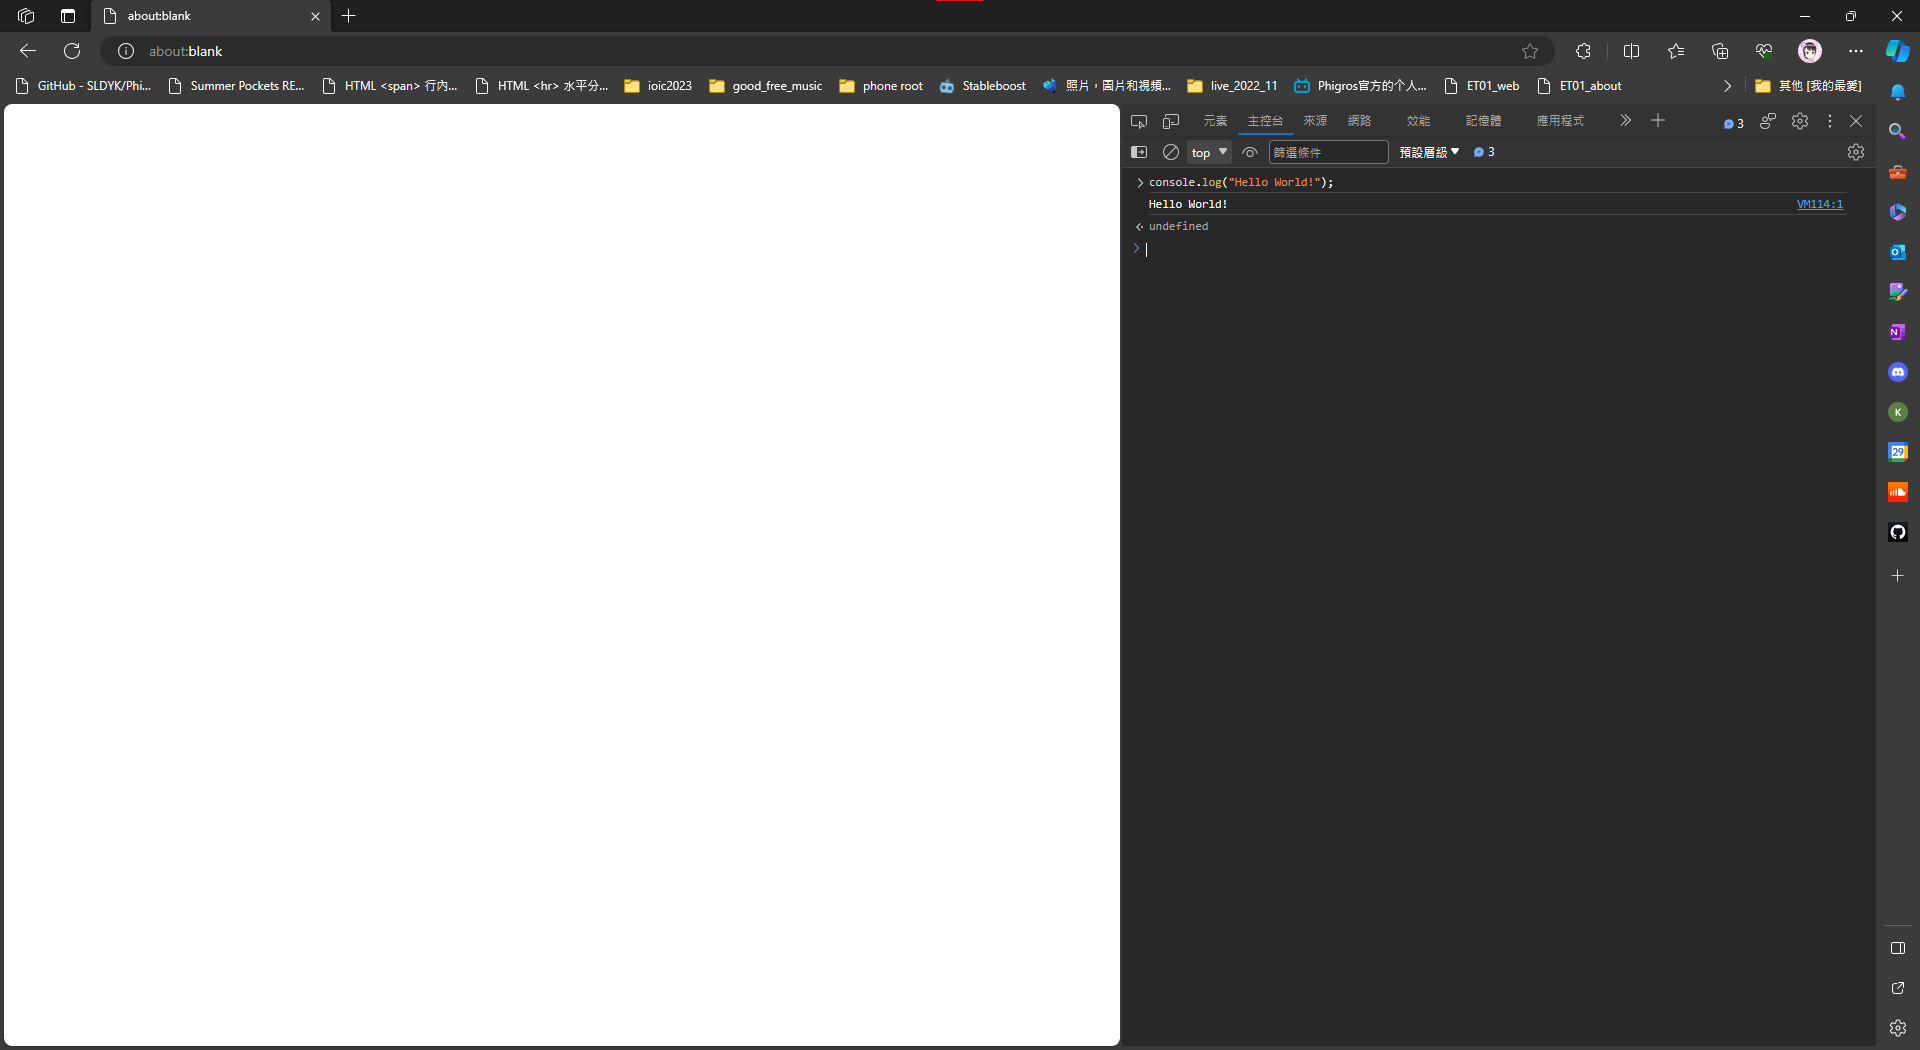 about:blank
about:blank
GitHub - SLDYK/Phi... Summer Pockets RE... HTML <span> 行內... HTML <hr> 水平分... ioic2023 good_free_music phone root Stableboost 照片，圖片和視頻... live_2022_11 Phigros官方的个人... ET01_web ET01_about 其他 [我的最愛]
元素 主控台 來源 網路 效能 記憶體 應用程式 3
top 篩選條件 預設層級 3
console.log("Hello World!");
Hello World! VM114:1
undefined
N
K
29